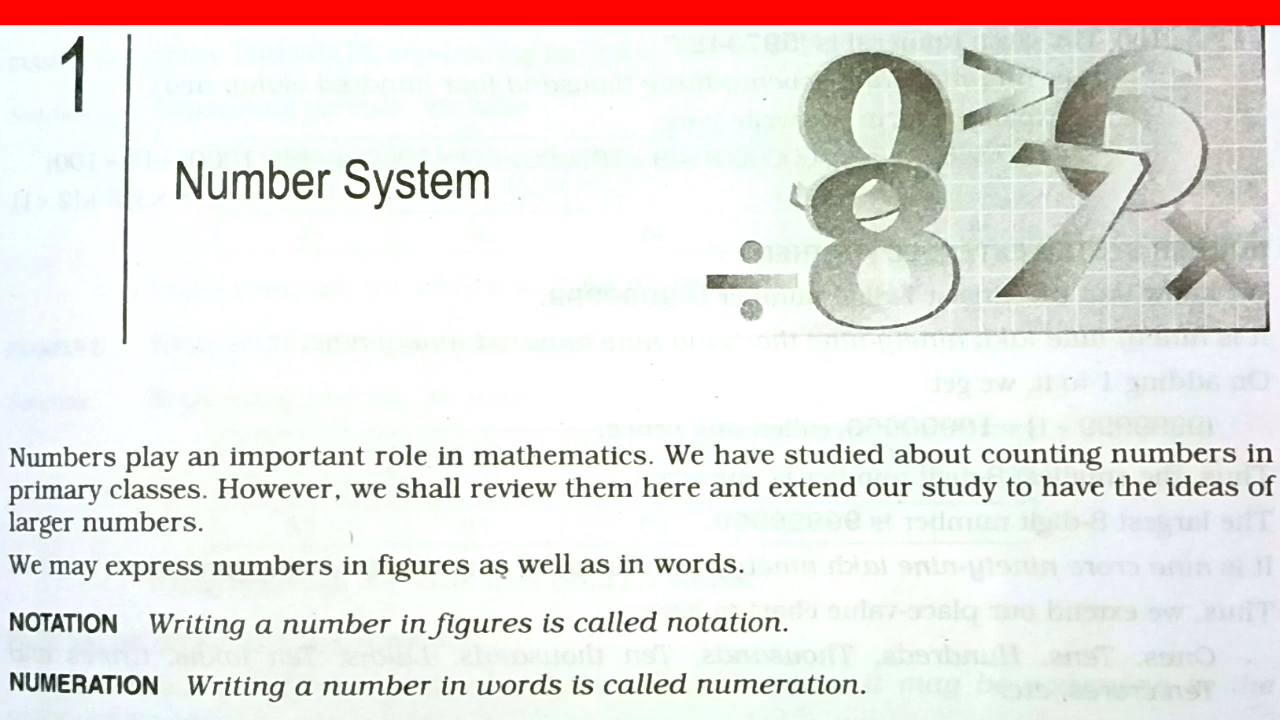 1
Number System
Numbers play an important role in mathematics. We have studied about counting numbers in
primary classes. However, we shall review them here and extend our study to have the ideas of
larger numbers.
We may express numbers in figures as well as in words.
NOTATION Writing a number in figures is called notation.
NUMERATION Writing a number in words is called numeration.